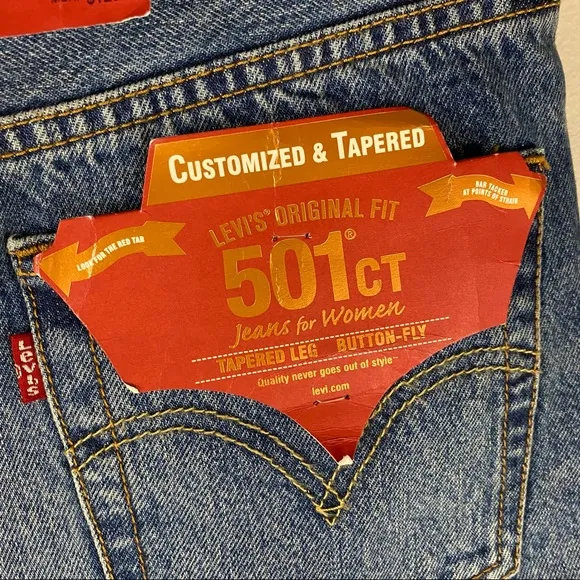 CUSTOMIZED & TAPERED
LEVI'S® ORIGINAL FIT
LOOK FOR THE RED TAB
BAR TACKED
AT POINTS OF STRAIN
501®CT
Jeans for Women
TAPERED LEG BUTTON-FLY
Quality never goes out of style™
levi.com
LEVI'S